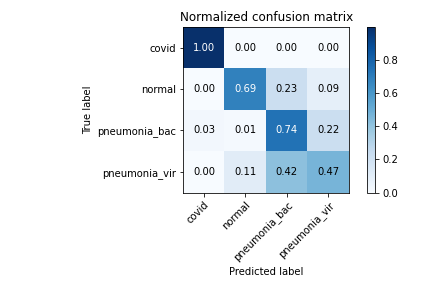 Normalized confusion matrix
covid 1.00 0.00 0.00 0.00
normal 0.00 0.69 0.23 0.09
pneumonia_bac 0.03 0.01 0.74 0.22
pneumonia_vir 0.00 0.11 0.42 0.47
covid normal pneumonia_bac pneumonia_vir
Predicted label
True label
0.8
0.6
0.4
0.2
0.0